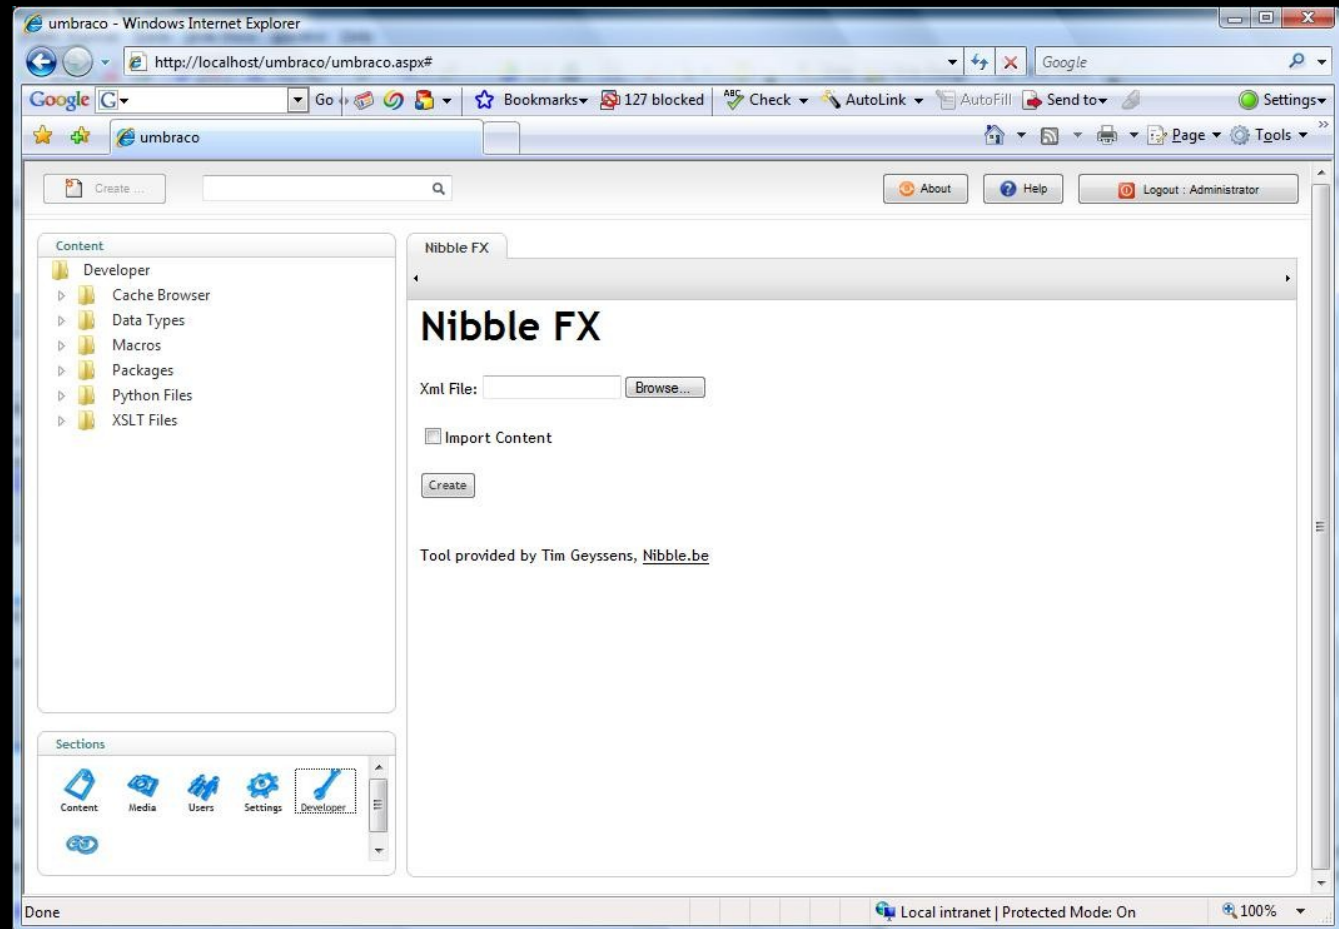 umbraco - Windows Internet Explorer
http://localhost/umbraco/umbraco.aspx#
Google
Google G Go Bookmarks 127 blocked ABC Check AutoLink AutoFill Send to Settings
umbraco Page Tools »
Create ... About Help Logout : Administrator
Content
Developer
Cache Browser
Data Types
Macros
Packages
Python Files
XSLT Files
Nibble FX
Nibble FX
Xml File: Browse...
Import Content
Create
Tool provided by Tim Geyssens, Nibble.be
Sections
Content Media Users Settings Developer
Done Local intranet | Protected Mode: On 100%